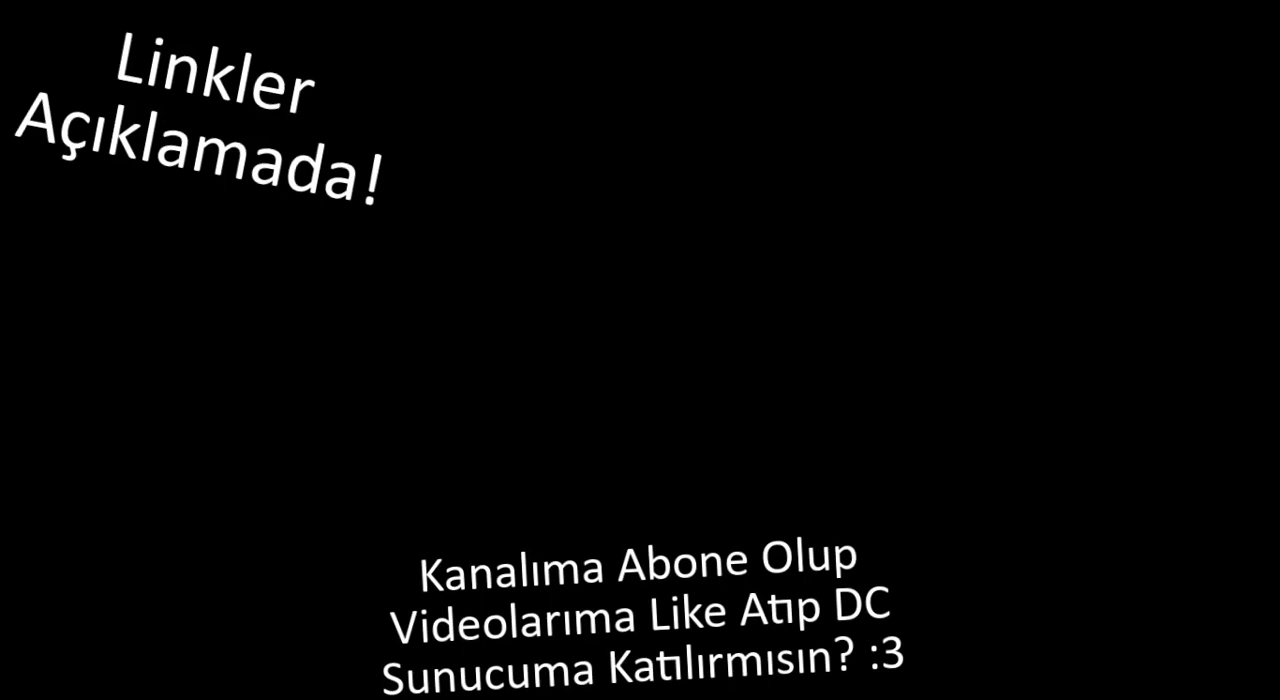 Linkler
Açıklamada!
Kanalıma Abone Olup
Videolarıma Like Atıp DC
Sunucuma Katılırmısın? :3